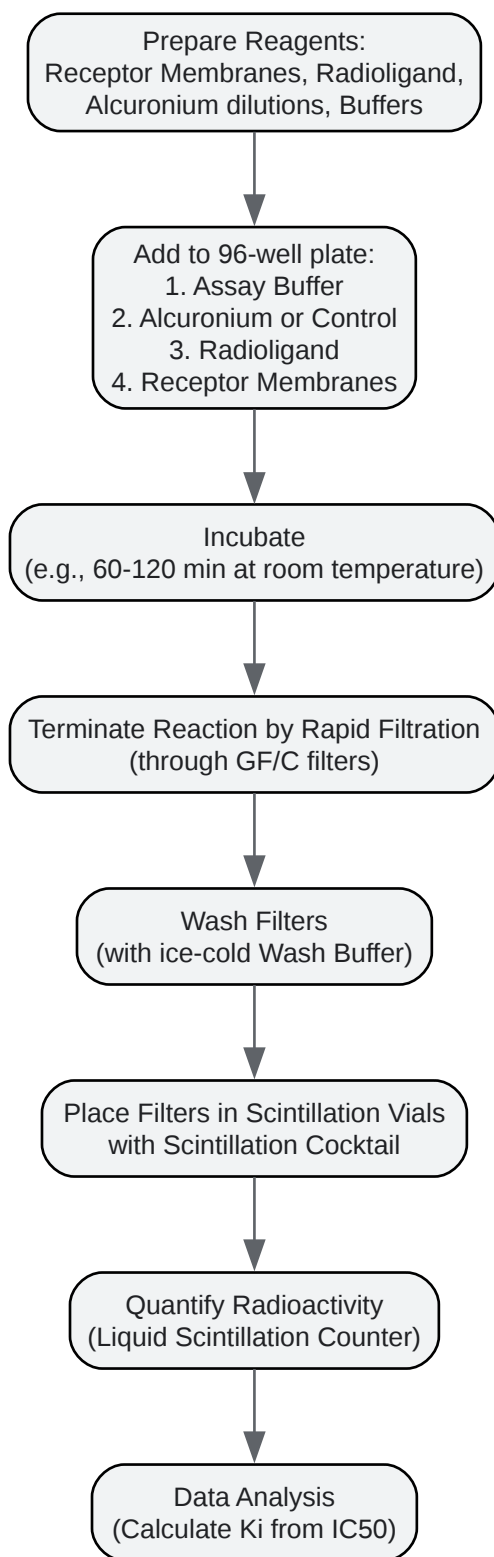 Prepare Reagents:
Receptor Membranes, Radioligand,
Alcuronium dilutions, Buffers
Add to 96-well plate:
1. Assay Buffer
2. Alcuronium or Control
3. Radioligand
4. Receptor Membranes
Incubate
(e.g., 60-120 min at room temperature)
Terminate Reaction by Rapid Filtration
(through GF/C filters)
Wash Filters
(with ice-cold Wash Buffer)
Place Filters in Scintillation Vials
with Scintillation Cocktail
Quantify Radioactivity
(Liquid Scintillation Counter)
Data Analysis
(Calculate Ki from IC50)